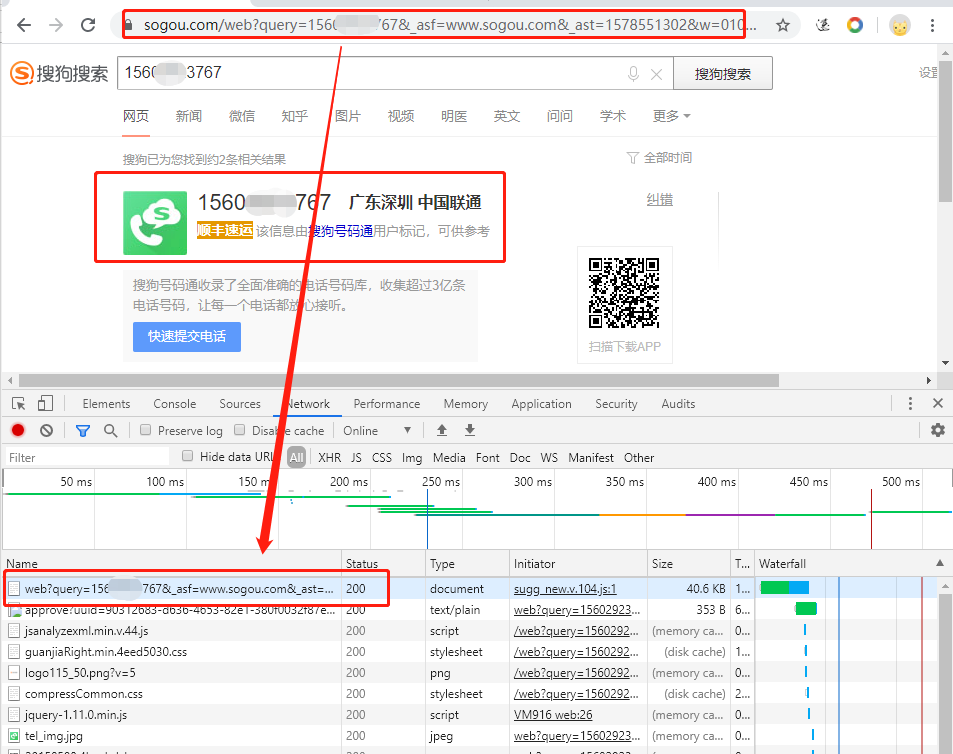 sogou.com/web?query=1560 67&_asf=www.sogou.com&_ast=1578551302&w=010...
搜狗搜索 1560 3767 搜狗搜索 设置
网页 新闻 微信 知乎 图片 视频 明医 英文 问问 学术 更多
搜狗已为您找到约2条相关结果 全部时间
1560 767 广东深圳 中国联通 纠错
顺丰速运 该信息由搜狗号码通用户标记，可供参考
搜狗号码通收录了全面准确的电话号码库，收集超过3亿条
电话号码，让每一个电话都放心接听。
快速提交电话
扫描下载APP
Elements Console Sources Network Performance Memory Application Security Audits
Preserve log Disable cache Online
Filter Hide data URL All XHR JS CSS Img Media Font Doc WS Manifest Other
50 ms 100 ms 150 ms 200 ms 250 ms 300 ms 350 ms 400 ms 450 ms 500 ms
Name Status Type Initiator Size T... Waterfall
web?query=156 767&_asf=www.sogou.com&_ast=... 200 document sugg_new.v.104.js:1 40.6 KB 1...
approve?uuid=90312683-d636-4653-82e1-380f0032f87e... 200 text/plain web?query=15602923... 353 B 6...
jsanalyzexml.min.v.44.js 200 script /web?query=1560292... (memory ca... 0...
guanjiaRight.min.4eed5030.css 200 stylesheet /web?query=1560292... (disk cache) 1...
logo115_50.png?v=5 200 png /web?query=1560292... (memory ca... 0...
compressCommon.css 200 stylesheet /web?query=1560292... (disk cache) 2...
jquery-1.11.0.min.js 200 script VM916 web:26 (memory ca... 0...
tel_img.jpg 200 jpeg web?query=15602923... (memory ca... 0...